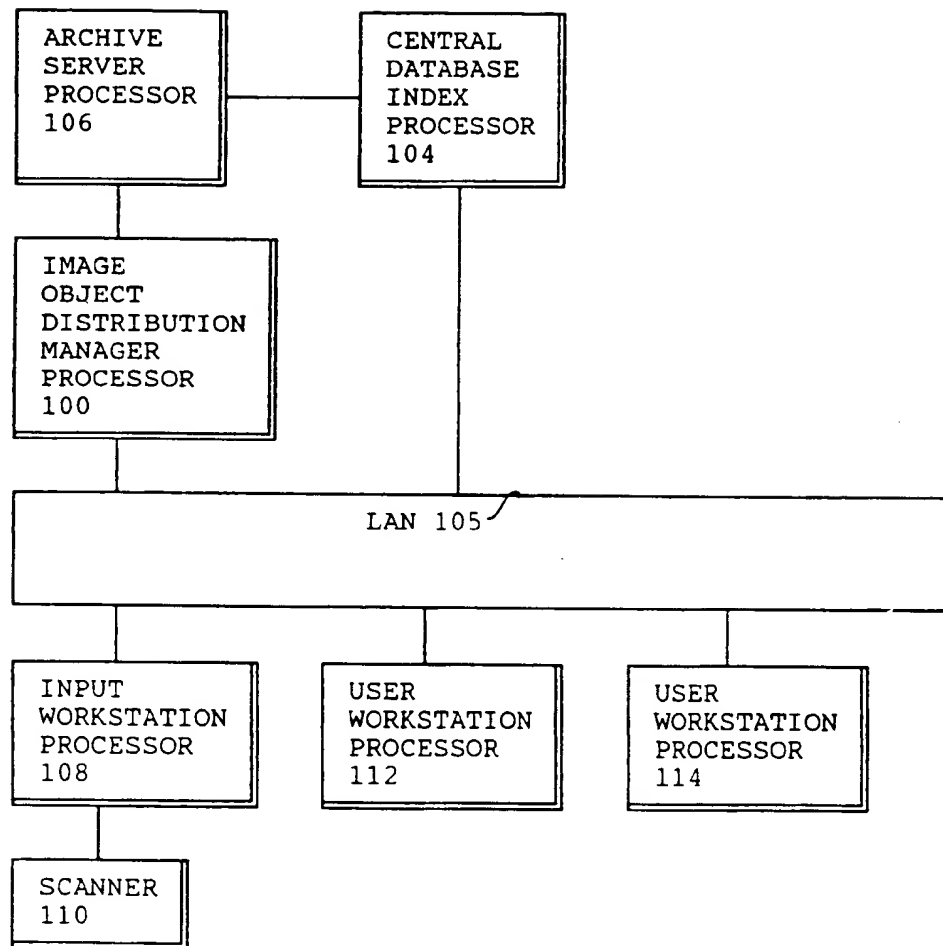 ARCHIVE
SERVER
PROCESSOR
106
CENTRAL
DATABASE
INDEX
PROCESSOR
104
IMAGE
OBJECT
DISTRIBUTION
MANAGER
PROCESSOR
100
LAN 105
INPUT
WORKSTATION
PROCESSOR
108
USER
WORKSTATION
PROCESSOR
112
USER
WORKSTATION
PROCESSOR
114
SCANNER
110